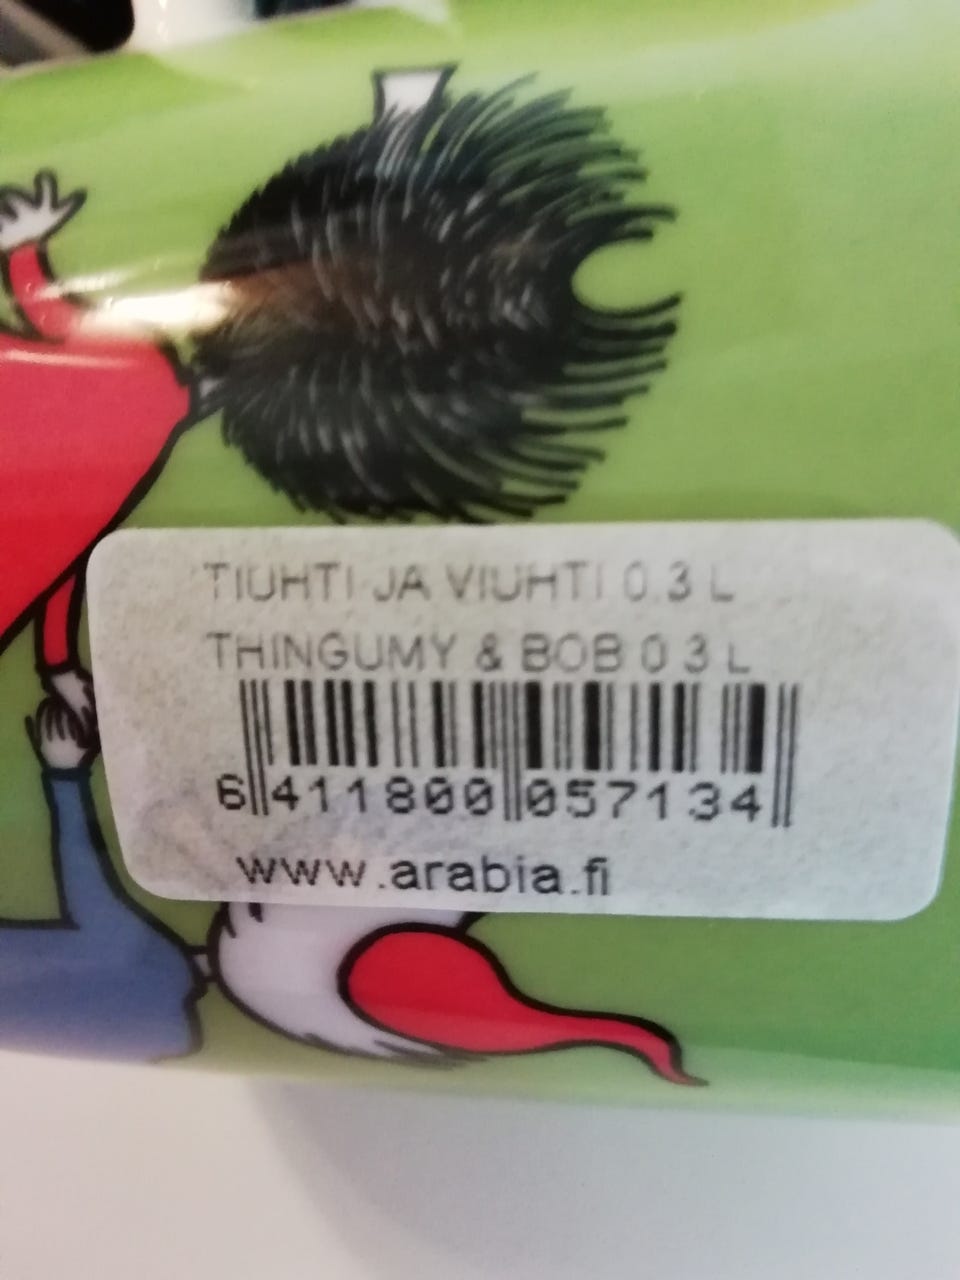 TIUHTI JA VIUHTI 0.3 L
THINGUMY & BOB 0.3 L
6 411800 057134
www.arabia.fi